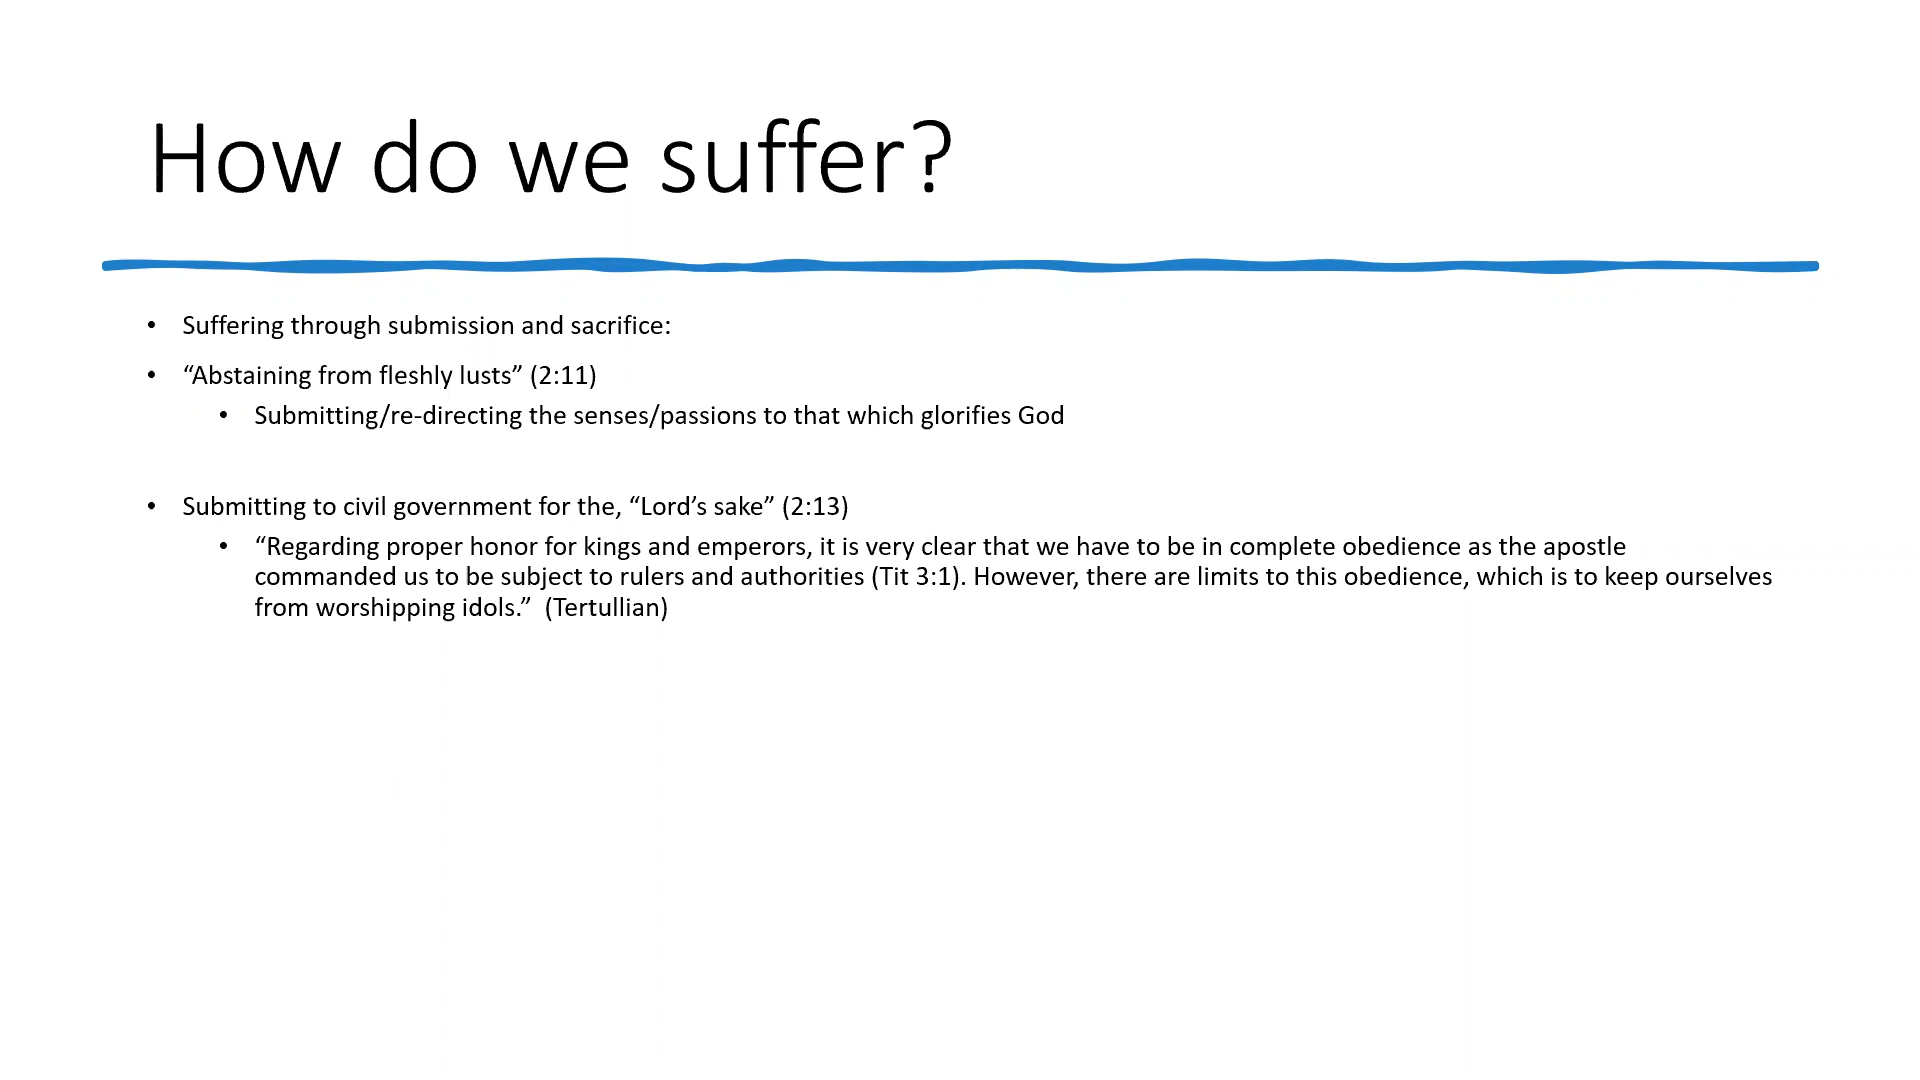 How do we suffer?
• Suffering through submission and sacrifice:
• “Abstaining from fleshly lusts” (2:11)
• Submitting/re-directing the senses/passions to that which glorifies God
• Submitting to civil government for the, “Lord’s sake” (2:13)
• “Regarding proper honor for kings and emperors, it is very clear that we have to be in complete obedience as the apostle
commanded us to be subject to rulers and authorities (Tit 3:1). However, there are limits to this obedience, which is to keep ourselves
from worshipping idols.”  (Tertullian)